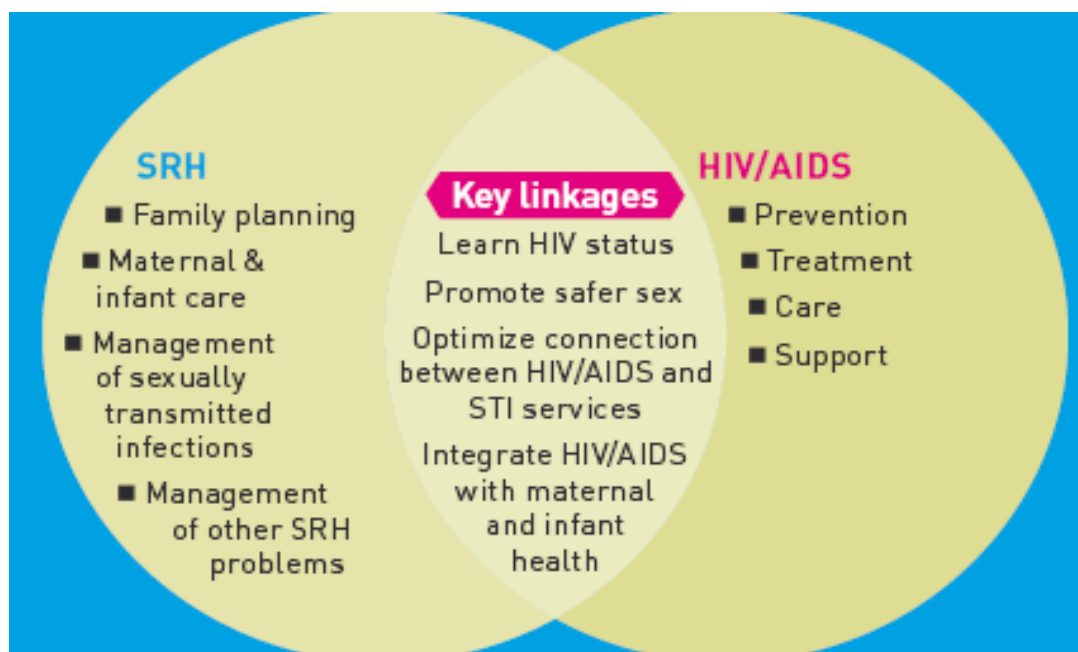 SRH
■ Family planning
■ Maternal &
infant care
■ Management
of sexually
transmitted
infections
■ Management
of other SRH
problems
Key linkages
Learn HIV status
Promote safer sex
Optimize connection
between HIV/AIDS and
STI services
Integrate HIV/AIDS
with maternal
and infant
health
HIV/AIDS
■ Prevention
■ Treatment
■ Care
■ Support